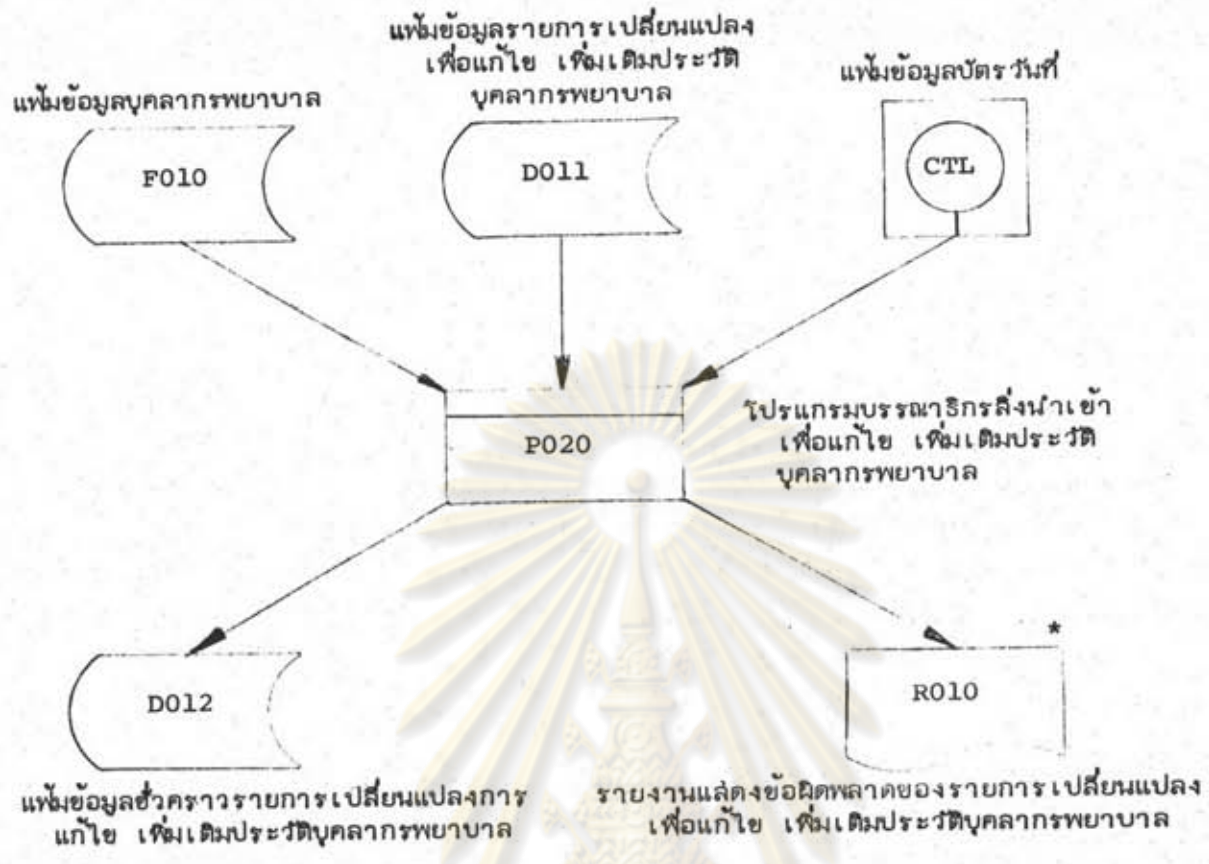 แฟ้มข้อมูลบุคลากรพยาบาล
F010
แฟ้มข้อมูลรายการเปลี่ยนแปลง
เพื่อแก้ไข เพิ่มเติมประวัติ
บุคลากรพยาบาล
D011
แฟ้มข้อมูลบัตรวันที่
CTL
P020
โปรแกรมบรรณาธิกรสิ่งนำเข้า
เพื่อแก้ไข เพิ่มเติมประวัติ
บุคลากรพยาบาล
D012
แฟ้มข้อมูลชั่วคราวรายการเปลี่ยนแปลงการ
แก้ไข เพิ่มเติมประวัติบุคลากรพยาบาล
*
R010
รายงานแสดงข้อผิดพลาดของรายการเปลี่ยนแปลง
เพื่อแก้ไข เพิ่มเติมประวัติบุคลากรพยาบาล